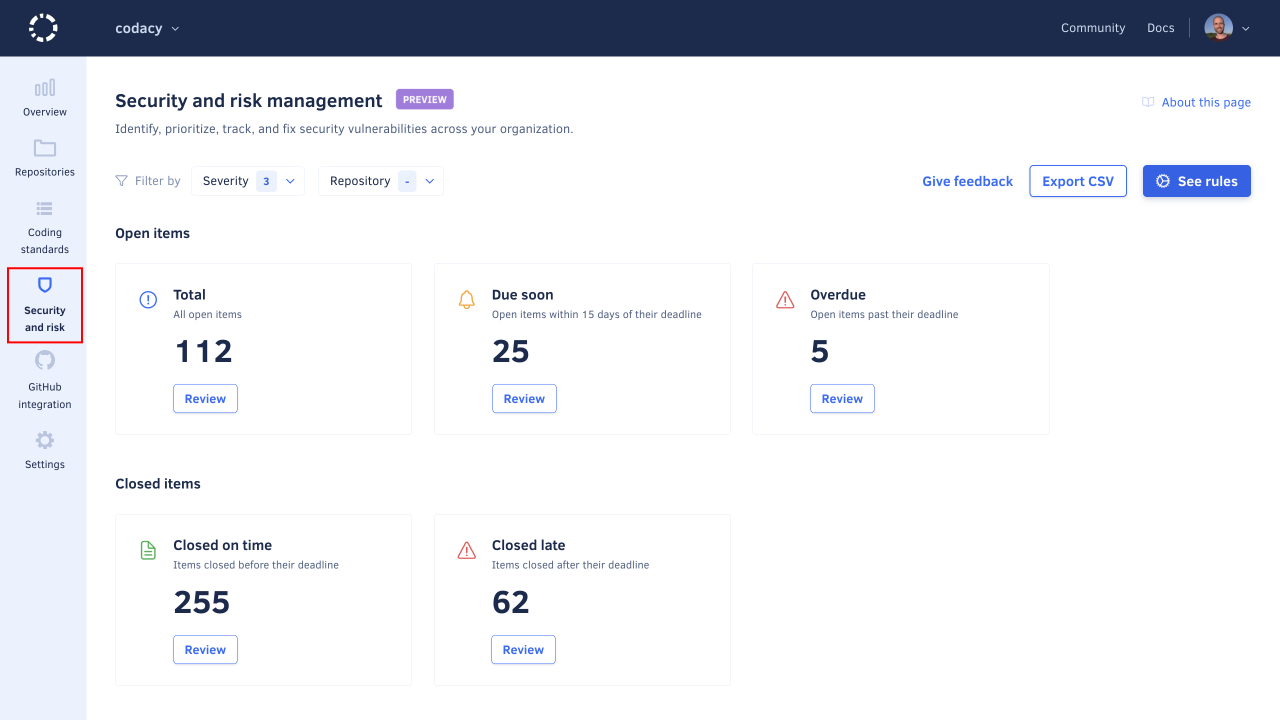 codacy
Community
Docs
Overview
Repositories
Coding
standards
Security
and risk
GitHub
integration
Settings
Security and risk management
PREVIEW
About this page
Identify, prioritize, track, and fix security vulnerabilities across your organization.
Filter by
Severity 3
Repository -
Give feedback
Export CSV
See rules
Open items
Total
All open items
112
Review
Due soon
Open items within 15 days of their deadline
25
Review
Overdue
Open items past their deadline
5
Review
Closed items
Closed on time
Items closed before their deadline
255
Review
Closed late
Items closed after their deadline
62
Review